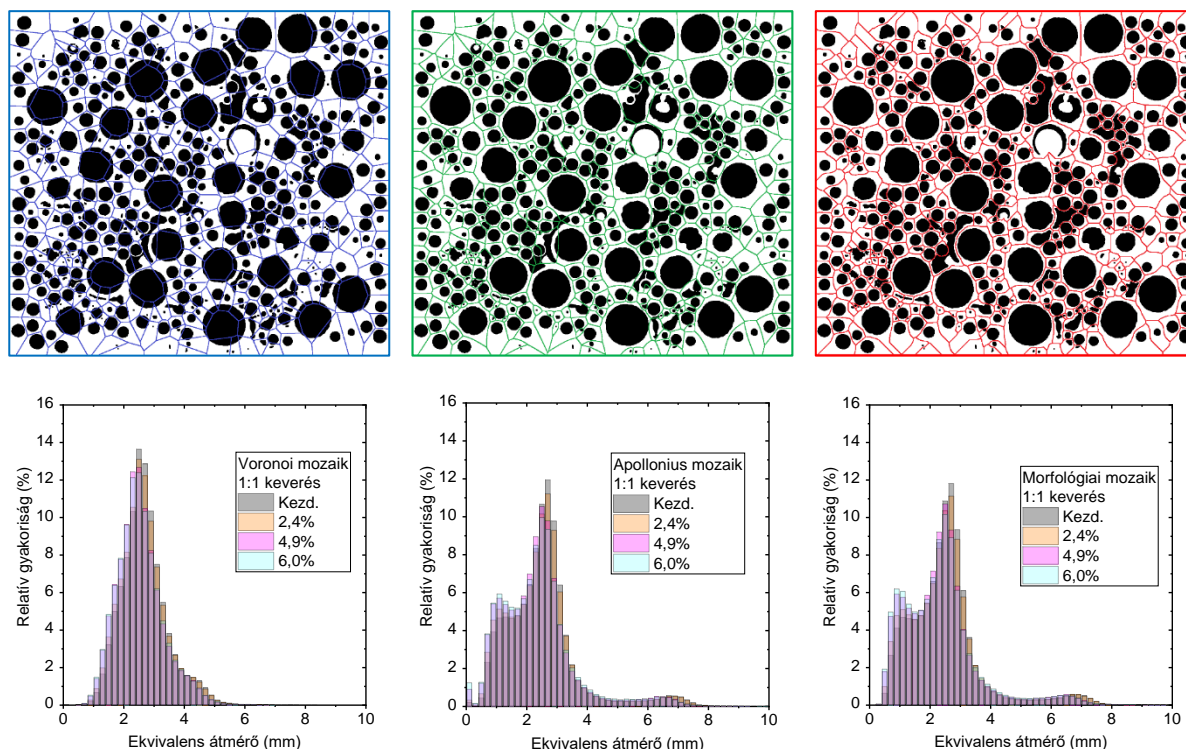 16
14
12
10
8
6
4
2
0
Relatív gyakoriság (%)
Voronoi mozaik
1:1 keverés
Kezd.
2,4%
4,9%
6,0%
0 2 4 6 8 10
Ekvivalens átmérő (mm)
16
14
12
10
8
6
4
2
0
Relatív gyakoriság (%)
Apollonius mozaik
1:1 keverés
Kezd.
2,4%
4,9%
6,0%
0 2 4 6 8 10
Ekvivalens átmérő (mm)
16
14
12
10
8
6
4
2
0
Relatív gyakoriság (%)
Morfológiai mozaik
1:1 keverés
Kezd.
2,4%
4,9%
6,0%
0 2 4 6 8 10
Ekvivalens átmérő (mm)